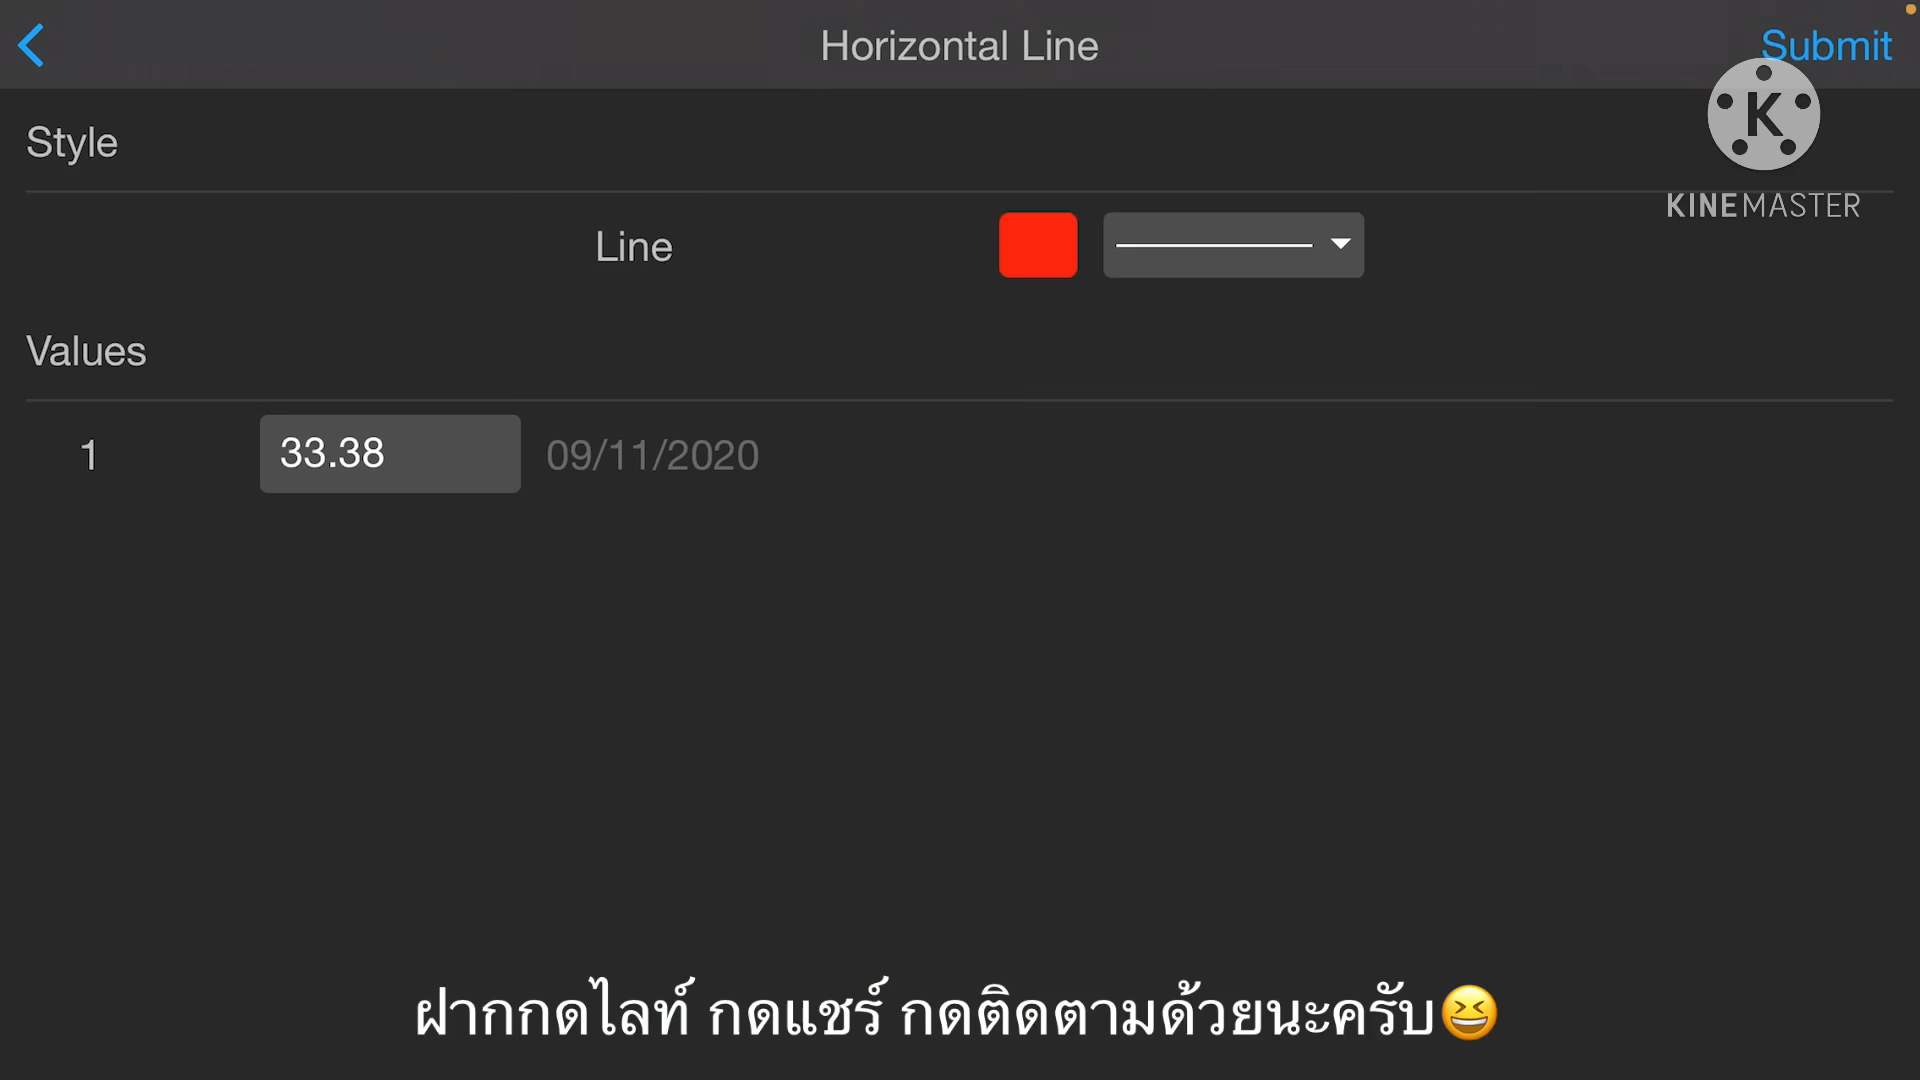 Horizontal Line
Submit
K
KINEMASTER
Style
Line
Values
1 33.38 09/11/2020
ฝากกดไลท์ กดแชร์ กดติดตามด้วยนะครับ😆